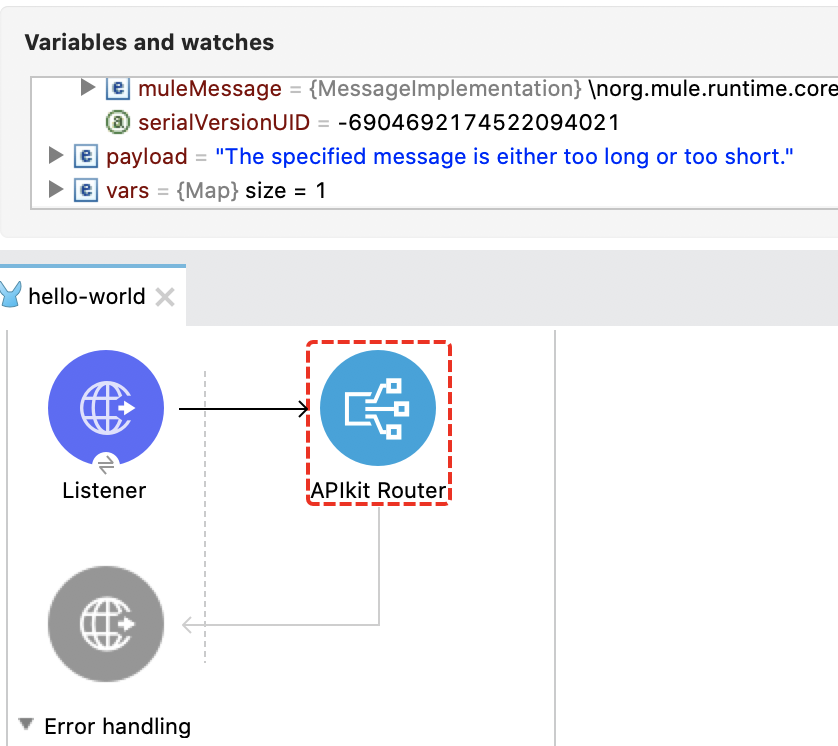 Variables and watches
e muleMessage = {MessageImplementation} \norg.mule.runtime.core
a serialVersionUID = -6904692174522094021
e payload = "The specified message is either too long or too short."
e vars = {Map} size = 1
hello-world
Listener
APIkit Router
Error handling